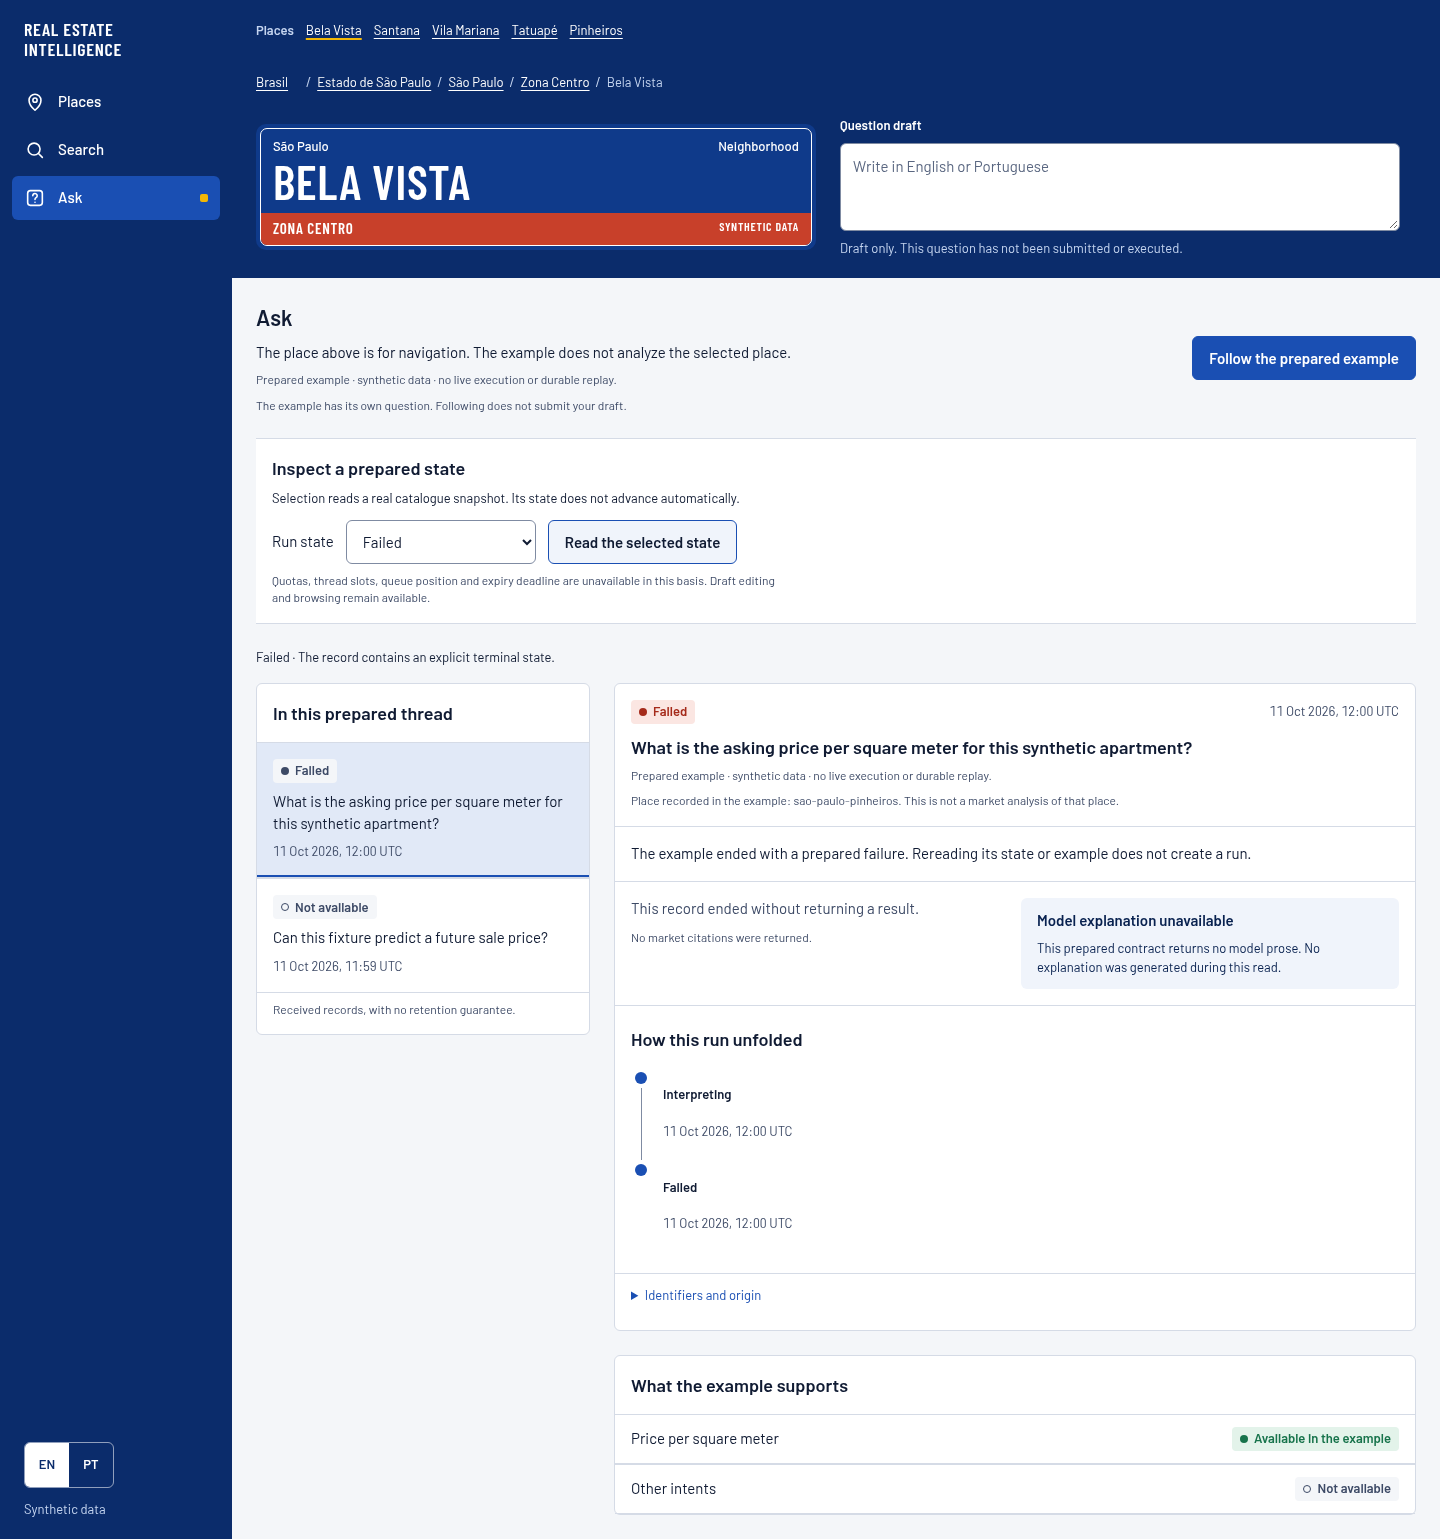 REAL ESTATE
INTELLIGENCE
Places
Search
Ask
EN
PT
Synthetic data
Places Bela Vista Santana Vila Mariana Tatuapé Pinheiros
Brasil / Estado de São Paulo / São Paulo / Zona Centro / Bela Vista
São Paulo
Neighborhood
BELA VISTA
ZONA CENTRO
SYNTHETIC DATA
Question draft
Write in English or Portuguese
Draft only. This question has not been submitted or executed.
Ask
The place above is for navigation. The example does not analyze the selected place.
Prepared example · synthetic data · no live execution or durable replay.
The example has its own question. Following does not submit your draft.
Follow the prepared example
Inspect a prepared state
Selection reads a real catalogue snapshot. Its state does not advance automatically.
Run state
Failed
Read the selected state
Quotas, thread slots, queue position and expiry deadline are unavailable in this basis. Draft editing
and browsing remain available.
Failed · The record contains an explicit terminal state.
In this prepared thread
Failed
What is the asking price per square meter for
this synthetic apartment?
11 Oct 2026, 12:00 UTC
Not available
Can this fixture predict a future sale price?
11 Oct 2026, 11:59 UTC
Received records, with no retention guarantee.
Failed
11 Oct 2026, 12:00 UTC
What is the asking price per square meter for this synthetic apartment?
Prepared example · synthetic data · no live execution or durable replay.
Place recorded in the example: sao-paulo-pinheiros. This is not a market analysis of that place.
The example ended with a prepared failure. Rereading its state or example does not create a run.
This record ended without returning a result.
No market citations were returned.
Model explanation unavailable
This prepared contract returns no model prose. No
explanation was generated during this read.
How this run unfolded
Interpreting
11 Oct 2026, 12:00 UTC
Failed
11 Oct 2026, 12:00 UTC
Identifiers and origin
What the example supports
Price per square meter
Available in the example
Other intents
Not available